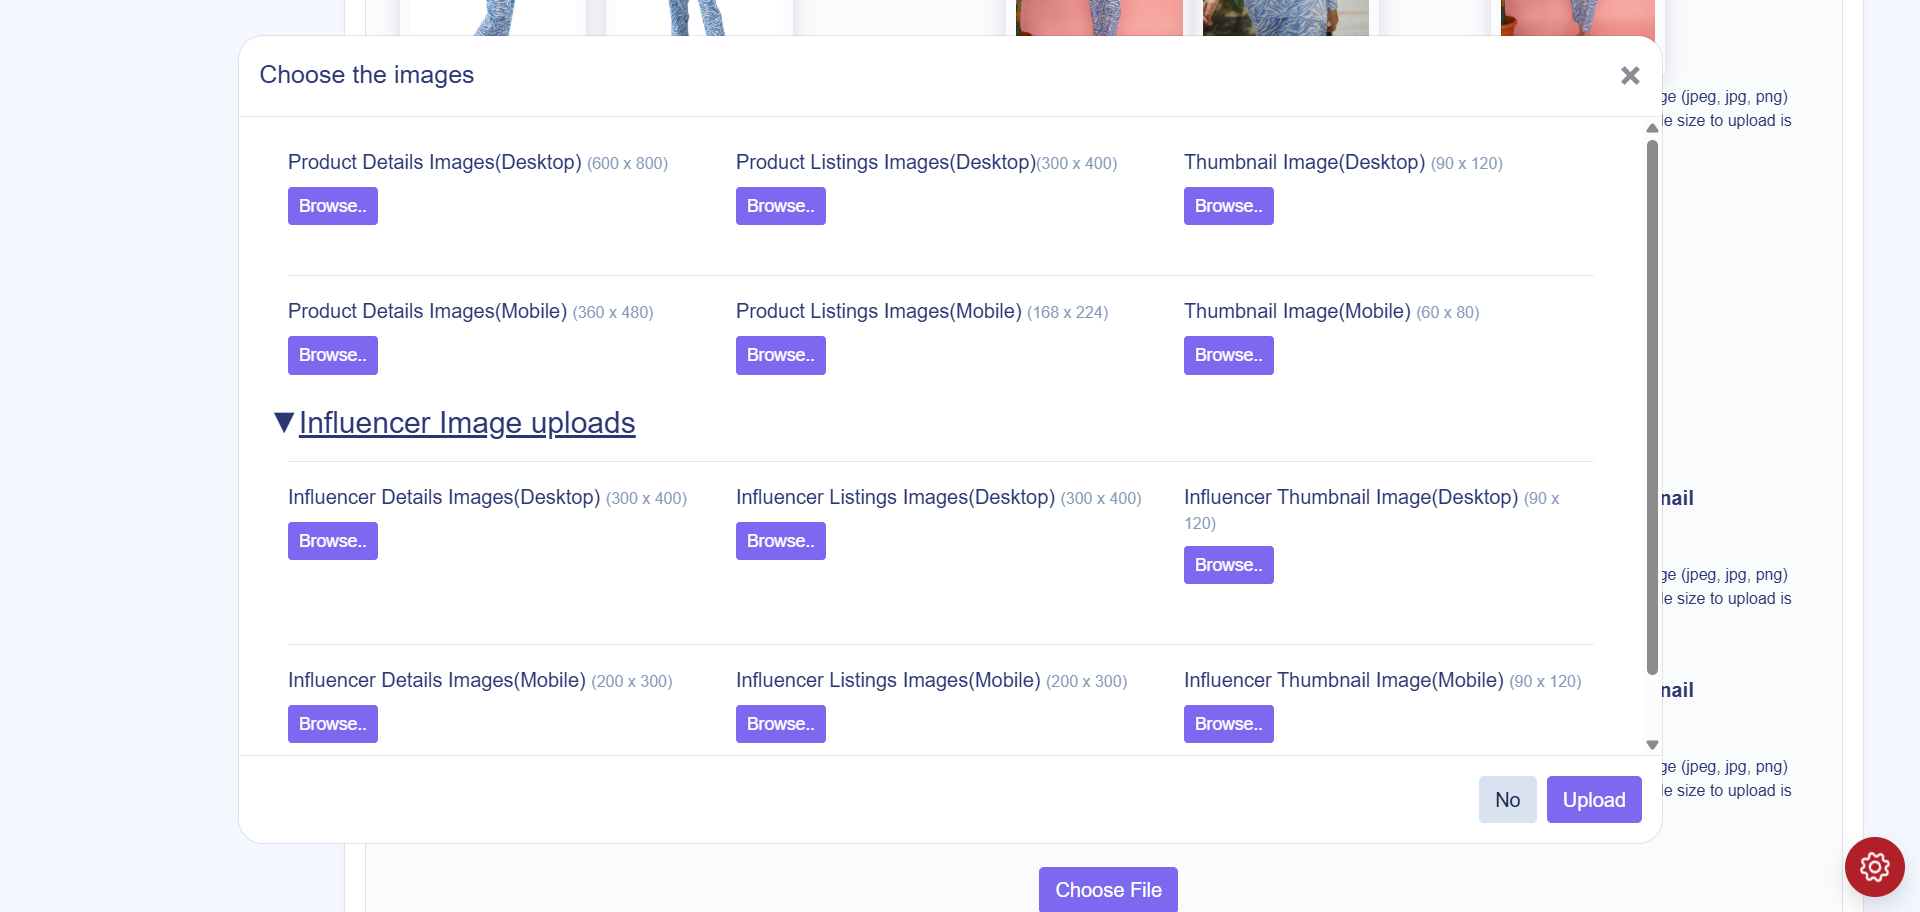 Choose the images
ge (jpeg, jpg, png)
le size to upload is
Product Details Images(Desktop) (600 x 800)
Product Listings Images(Desktop)(300 x 400)
Thumbnail Image(Desktop) (90 x 120)
Browse..
Browse..
Browse..
Product Details Images(Mobile) (360 x 480)
Product Listings Images(Mobile) (168 x 224)
Thumbnail Image(Mobile) (60 x 80)
Browse..
Browse..
Browse..
▼Influencer Image uploads
Influencer Details Images(Desktop) (300 x 400)
Influencer Listings Images(Desktop) (300 x 400)
Influencer Thumbnail Image(Desktop) (90 x
120)
nail
Browse..
Browse..
Browse..
ge (jpeg, jpg, png)
le size to upload is
Influencer Details Images(Mobile) (200 x 300)
Influencer Listings Images(Mobile) (200 x 300)
Influencer Thumbnail Image(Mobile) (90 x 120)
nail
Browse..
Browse..
Browse..
ge (jpeg, jpg, png)
le size to upload is
No
Upload
Choose File